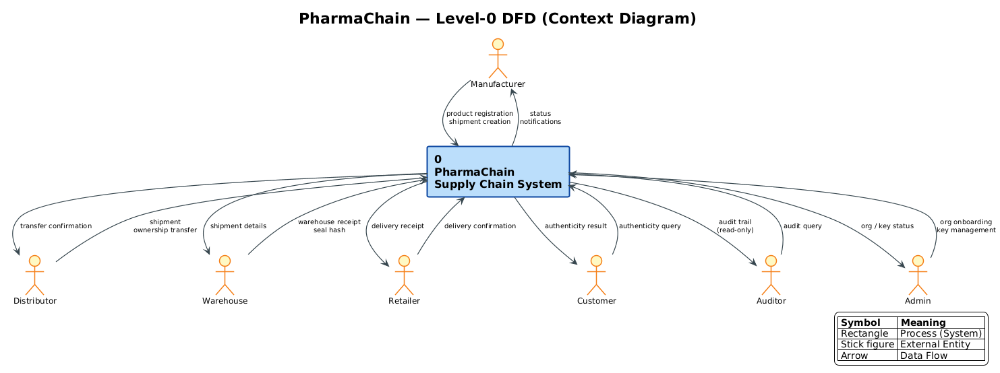 PharmaChain — Level-0 DFD (Context Diagram)
Manufacturer
product registration
shipment creation
status
notifications
0
PharmaChain
Supply Chain System
transfer confirmation
shipment
ownership transfer
shipment details
warehouse receipt
seal hash
delivery receipt
delivery confirmation
authenticity result
authenticity query
audit trail
(read-only)
audit query
org / key status
org onboarding
key management
Distributor
Warehouse
Retailer
Customer
Auditor
Admin
Symbol Meaning
Rectangle Process (System)
Stick figure External Entity
Arrow Data Flow